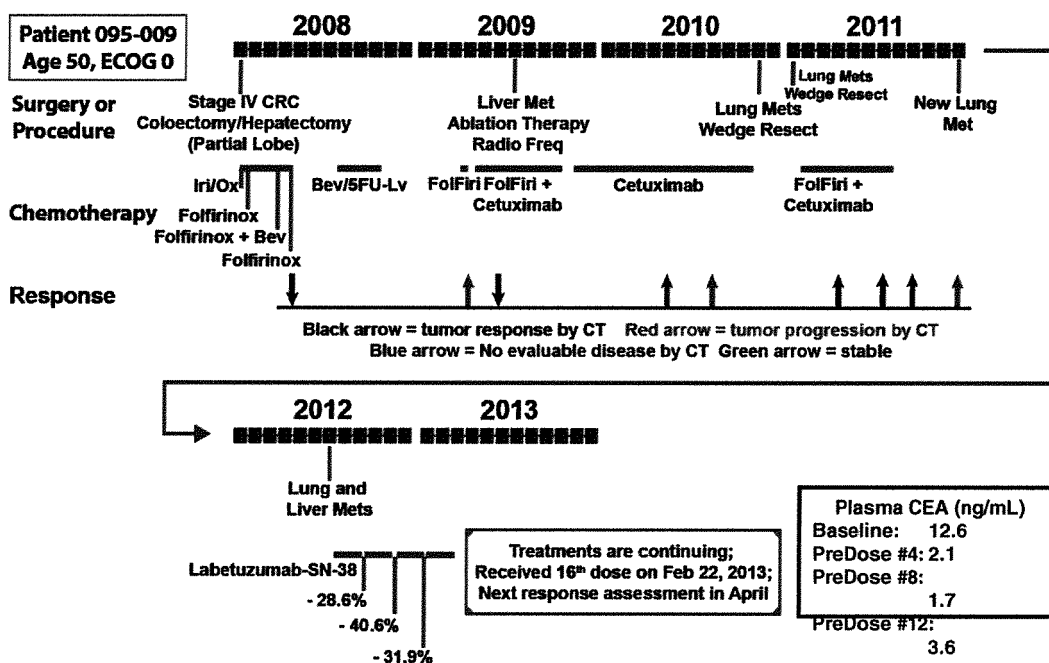 Patient 095-009
Age 50, ECOG 0
2008
2009
2010
2011
Surgery or
Procedure
Stage IV CRC
Coloectomy/Hepatectomy
(Partial Lobe)
Liver Met
Ablation Therapy
Radio Freq
Lung Mets
Wedge Resect
Lung Mets
Wedge Resect
New Lung
Met
Chemotherapy
Iri/Ox
Folfirinox
Folfirinox + Bev
Folfirinox
Bev/5FU-Lv
FolFiri
FolFiri +
Cetuximab
Cetuximab
FolFiri +
Cetuximab
Response
Black arrow = tumor response by CT Red arrow = tumor progression by CT
Blue arrow = No evaluable disease by CT Green arrow = stable
2012
2013
Lung and
Liver Mets
Labetuzumab-SN-38
- 28.6%
- 40.6%
- 31.9%
Treatments are continuing;
Received 16th dose on Feb 22, 2013;
Next response assessment in April
Plasma CEA (ng/mL)
Baseline: 12.6
PreDose #4: 2.1
PreDose #8:
1.7
PreDose #12:
3.6